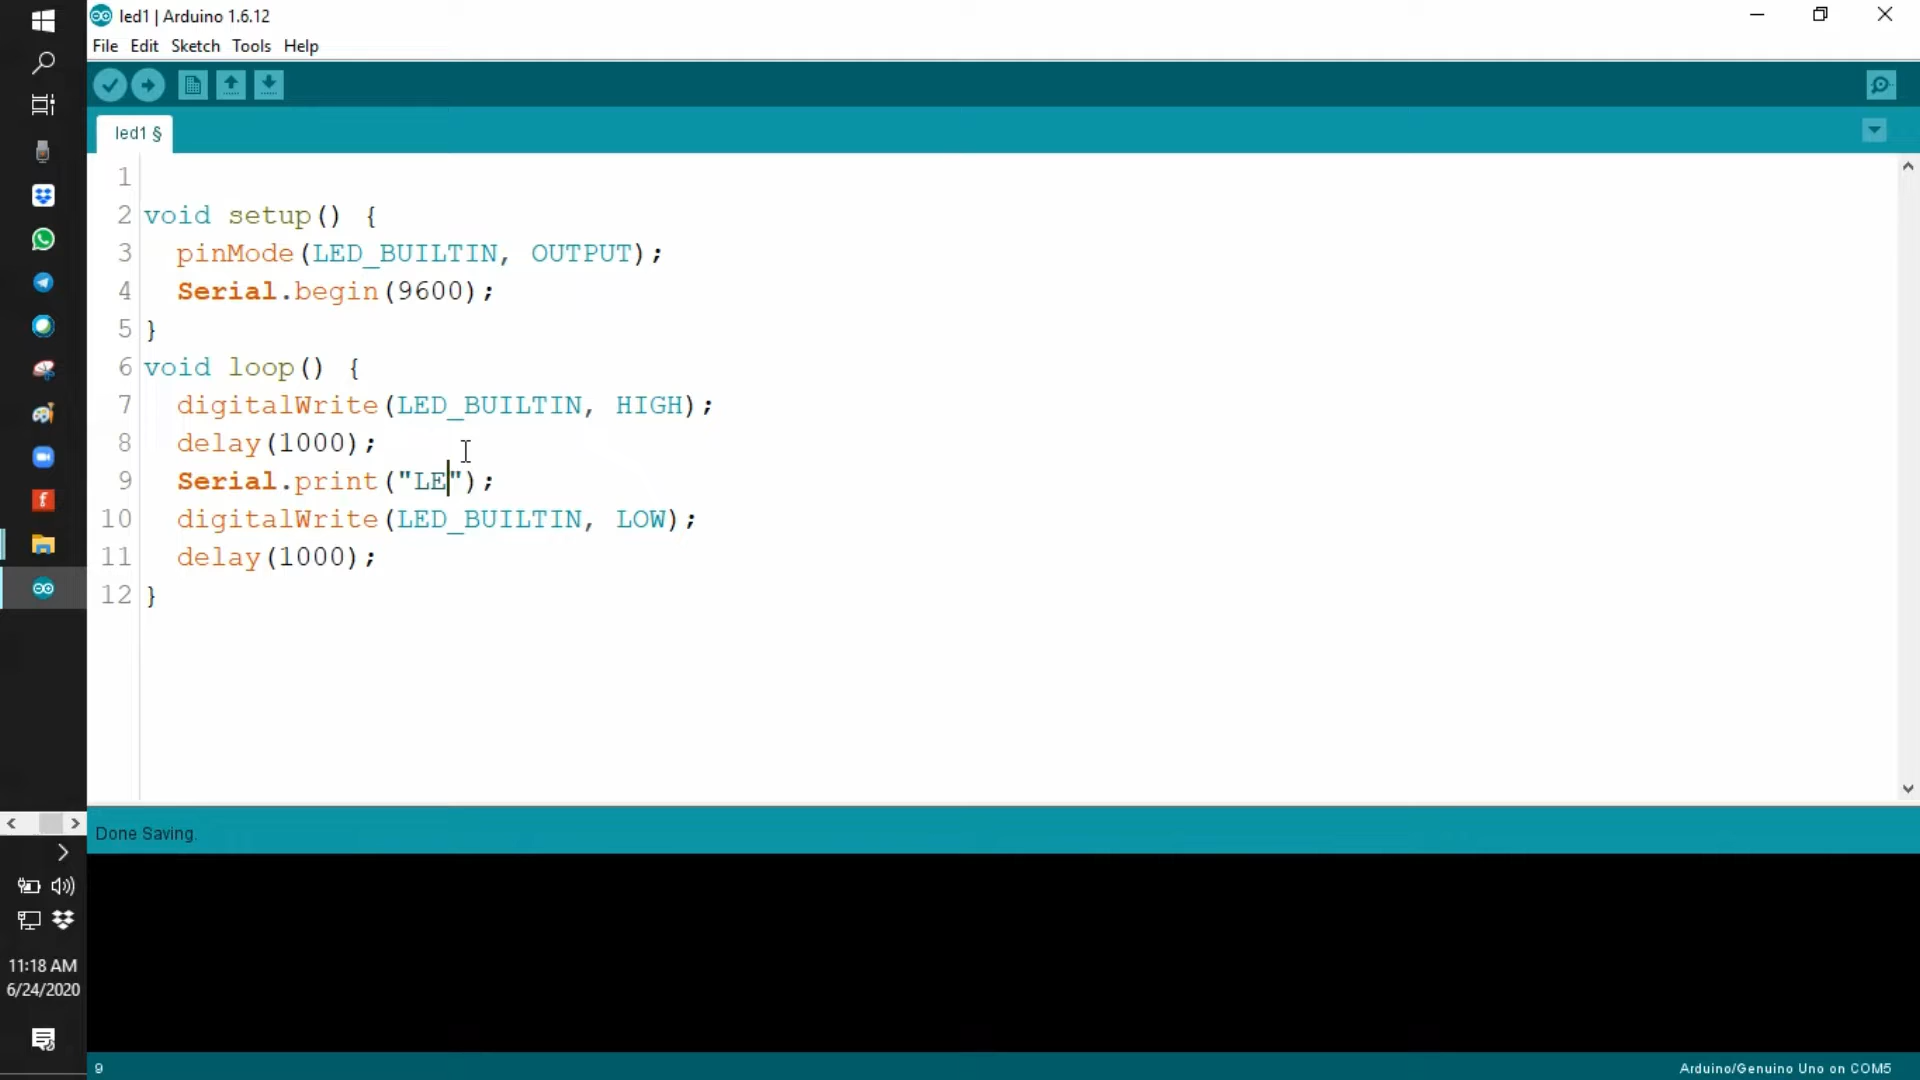 led1 | Arduino 1.6.12
File Edit Sketch Tools Help
led1 §
1
2 void setup() {
3 pinMode(LED_BUILTIN, OUTPUT);
4 Serial.begin(9600);
5 }
6 void loop() {
7 digitalWrite(LED_BUILTIN, HIGH);
8 delay(1000);
9 Serial.print("LE");
10 digitalWrite(LED_BUILTIN, LOW);
11 delay(1000);
12 }
Done Saving.
11:18 AM
6/24/2020
9 Arduino/Genuino Uno on COM5